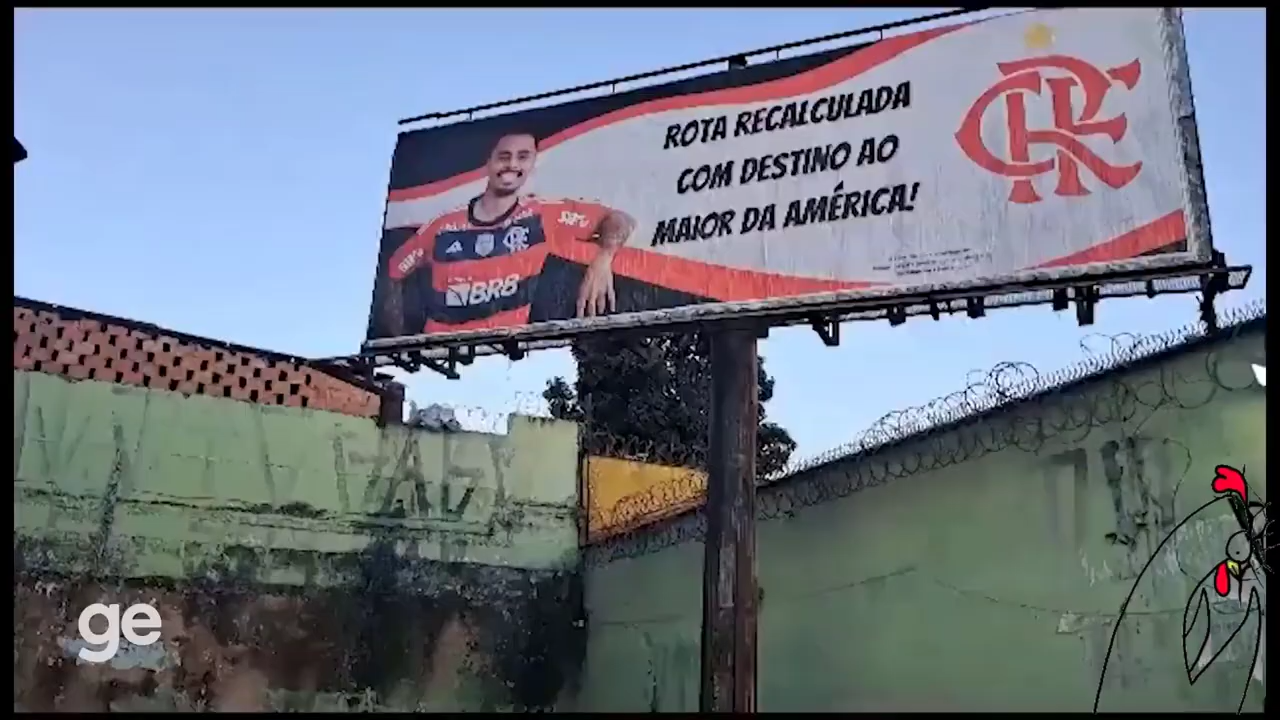 ROTA RECALCULADA
COM DESTINO AO
MAIOR DA AMÉRICA!
CRF
BRB
ge